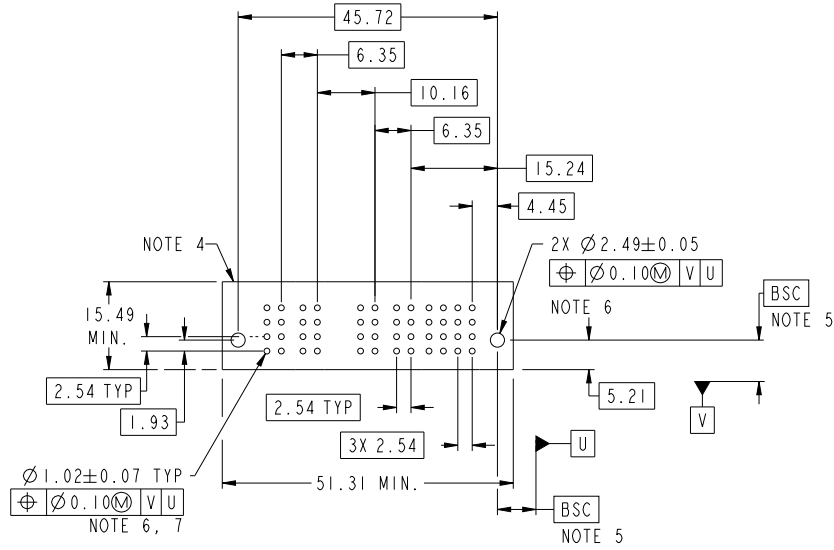 45.72
6.35
10.16
6.35
15.24
4.45
NOTE 4
2X Ø2.49±0.05
⌖ Ø0.10Ⓜ V U
NOTE 6
BSC
NOTE 5
15.49
MIN.
2.54 TYP
1.93
2.54 TYP
3X 2.54
5.21
V
U
Ø1.02±0.07 TYP
⌖ Ø0.10Ⓜ V U
NOTE 6, 7
51.31 MIN.
BSC
NOTE 5